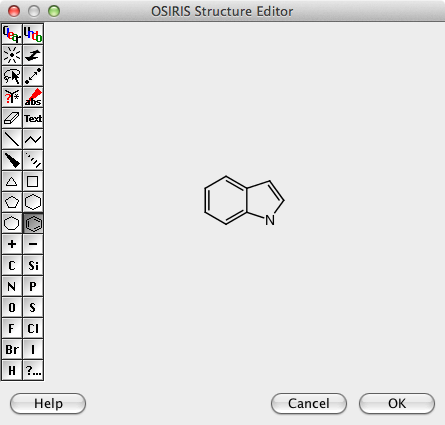 OSIRIS Structure Editor
?* abs
Text
+ −
C Si
N P
O S
F Cl
Br I
H ?...
N
Help Cancel OK